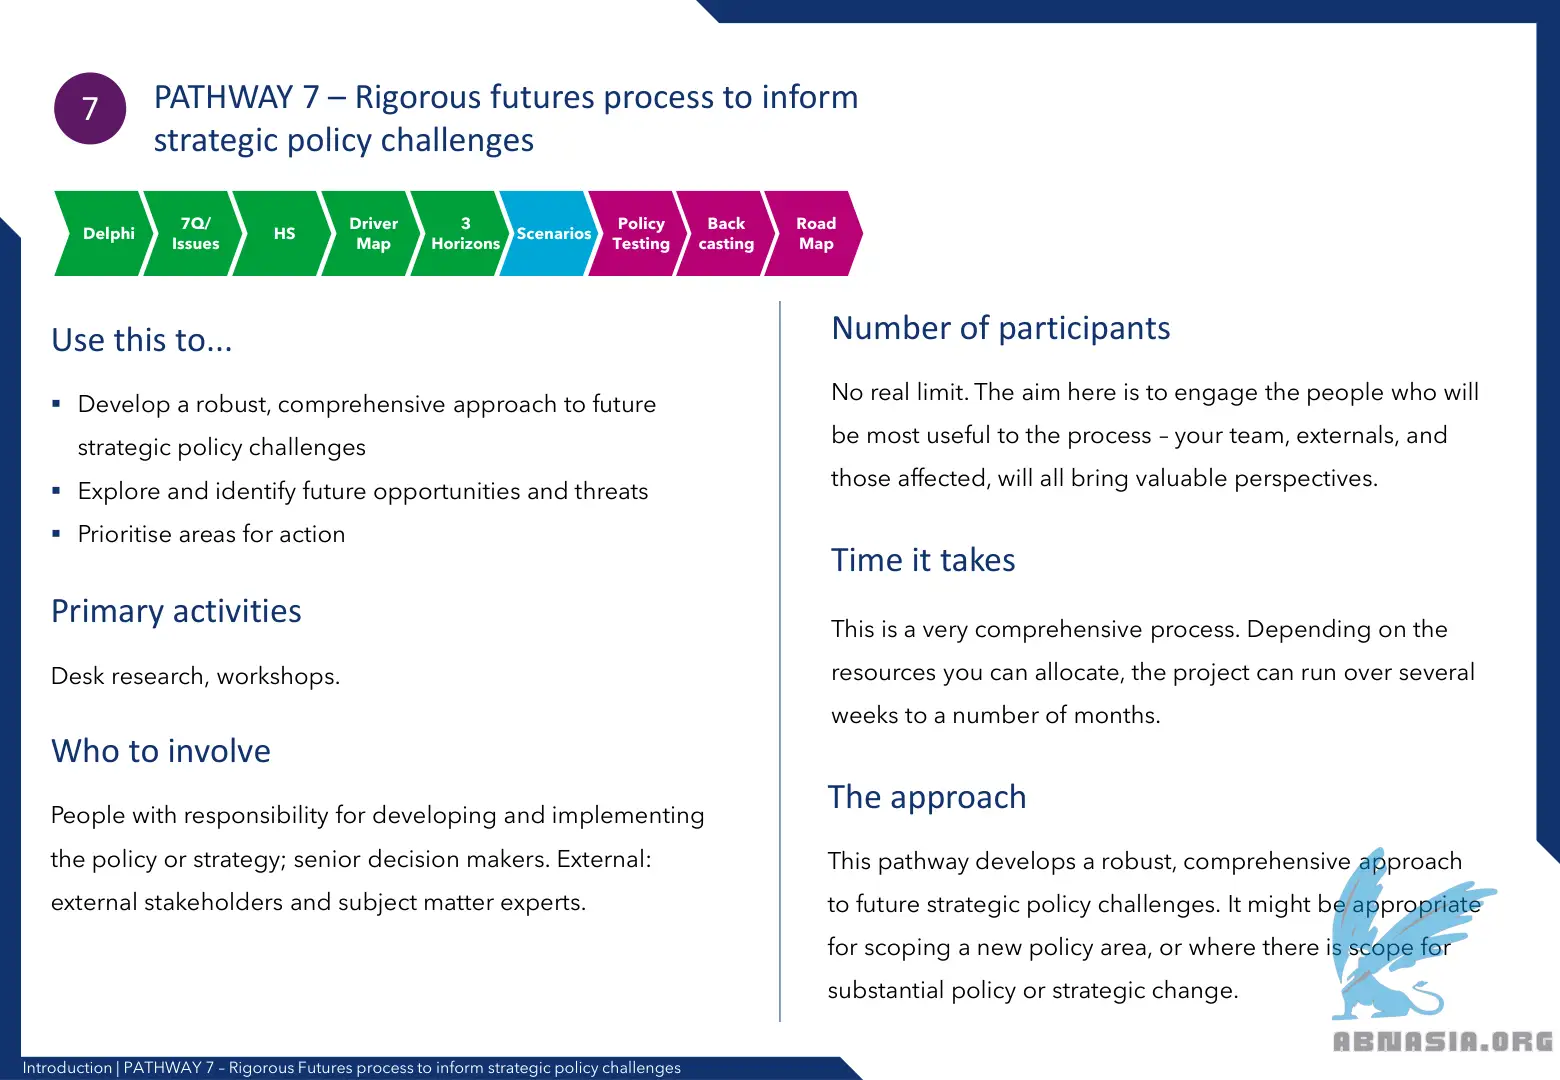 7
PATHWAY 7 – Rigorous futures process to inform
strategic policy challenges
Delphi
7Q/
Issues
HS
Driver
Map
3
Horizons
Scenarios
Policy
Testing
Back
casting
Road
Map
Use this to...
▪ Develop a robust, comprehensive approach to future
strategic policy challenges
▪ Explore and identify future opportunities and threats
▪ Prioritise areas for action
Primary activities
Desk research, workshops.
Who to involve
People with responsibility for developing and implementing
the policy or strategy; senior decision makers. External:
external stakeholders and subject matter experts.
Number of participants
No real limit. The aim here is to engage the people who will
be most useful to the process – your team, externals, and
those affected, will all bring valuable perspectives.
Time it takes
This is a very comprehensive process. Depending on the
resources you can allocate, the project can run over several
weeks to a number of months.
The approach
This pathway develops a robust, comprehensive approach
to future strategic policy challenges. It might be appropriate
for scoping a new policy area, or where there is scope for
substantial policy or strategic change.
ABNASIA.ORG
Introduction | PATHWAY 7 – Rigorous Futures process to inform strategic policy challenges